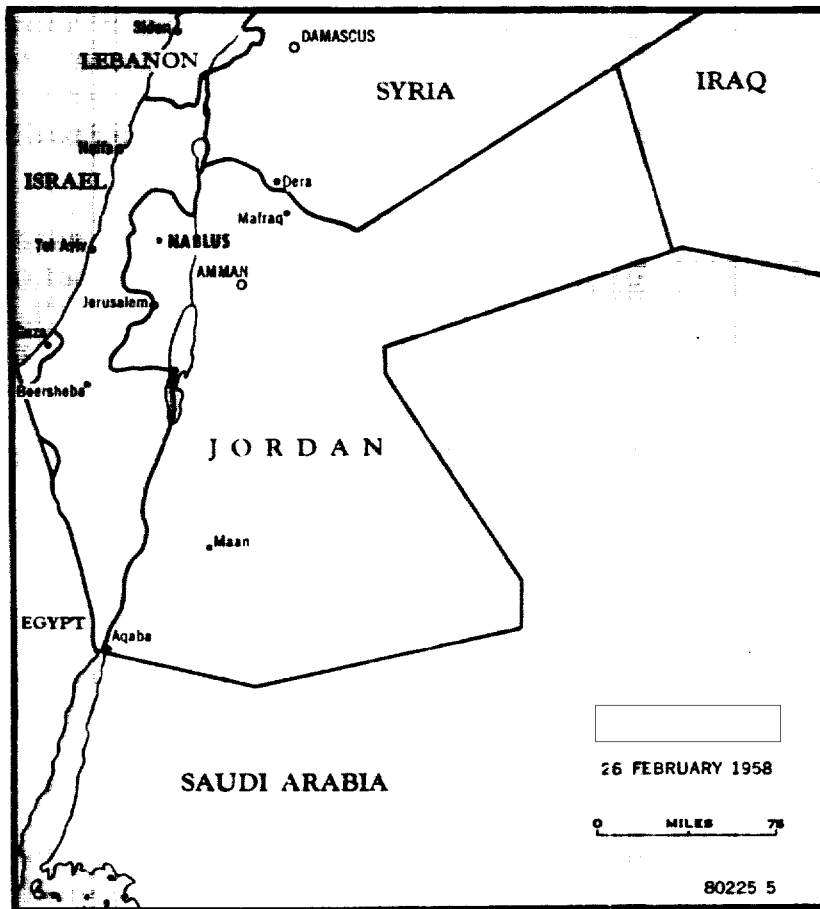 Sidon
DAMASCUS
LEBANON
SYRIA
IRAQ
Haifa
ISRAEL
Dera
Mafraq
NABLUS
Tel Aviv
AMMAN
Jerusalem
Gaza
Beersheba
JORDAN
Maan
EGYPT
Aqaba
SAUDI ARABIA
26 FEBRUARY 1958
0 MILES 75
80225 5